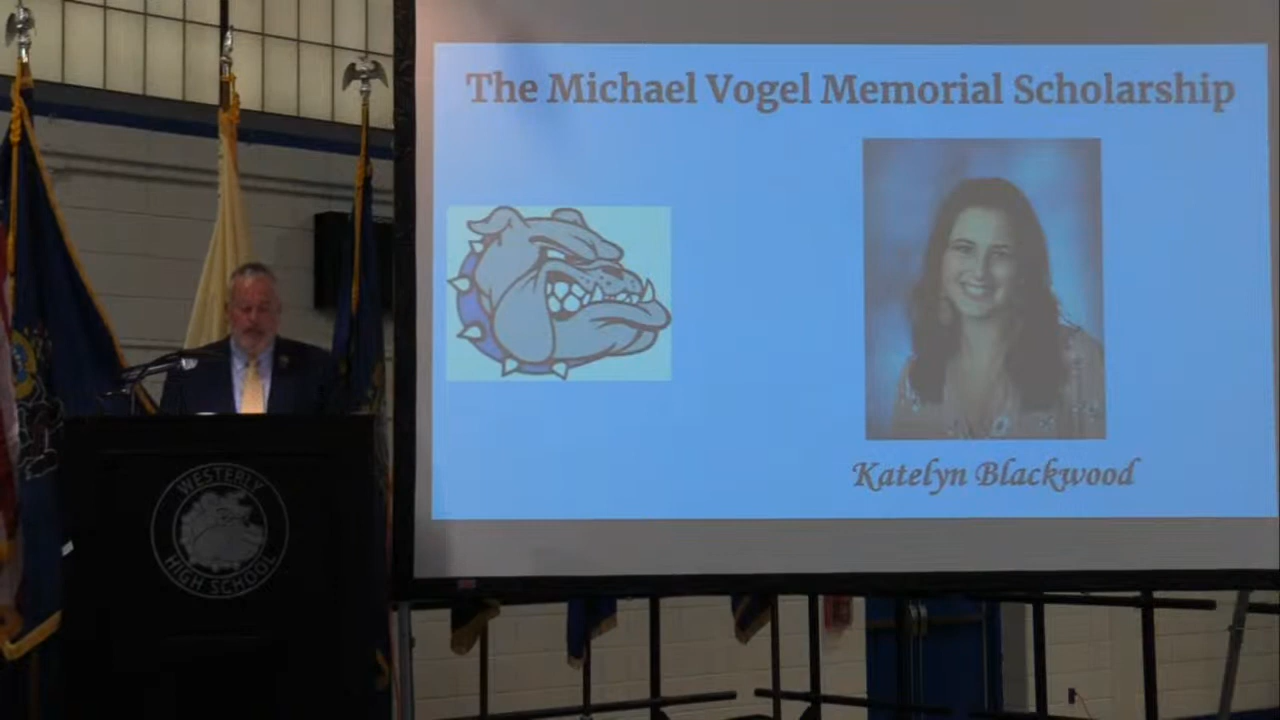 The Michael Vogel Memorial Scholarship
Katelyn Blackwood
WESTERLY
HIGH SCHOOL